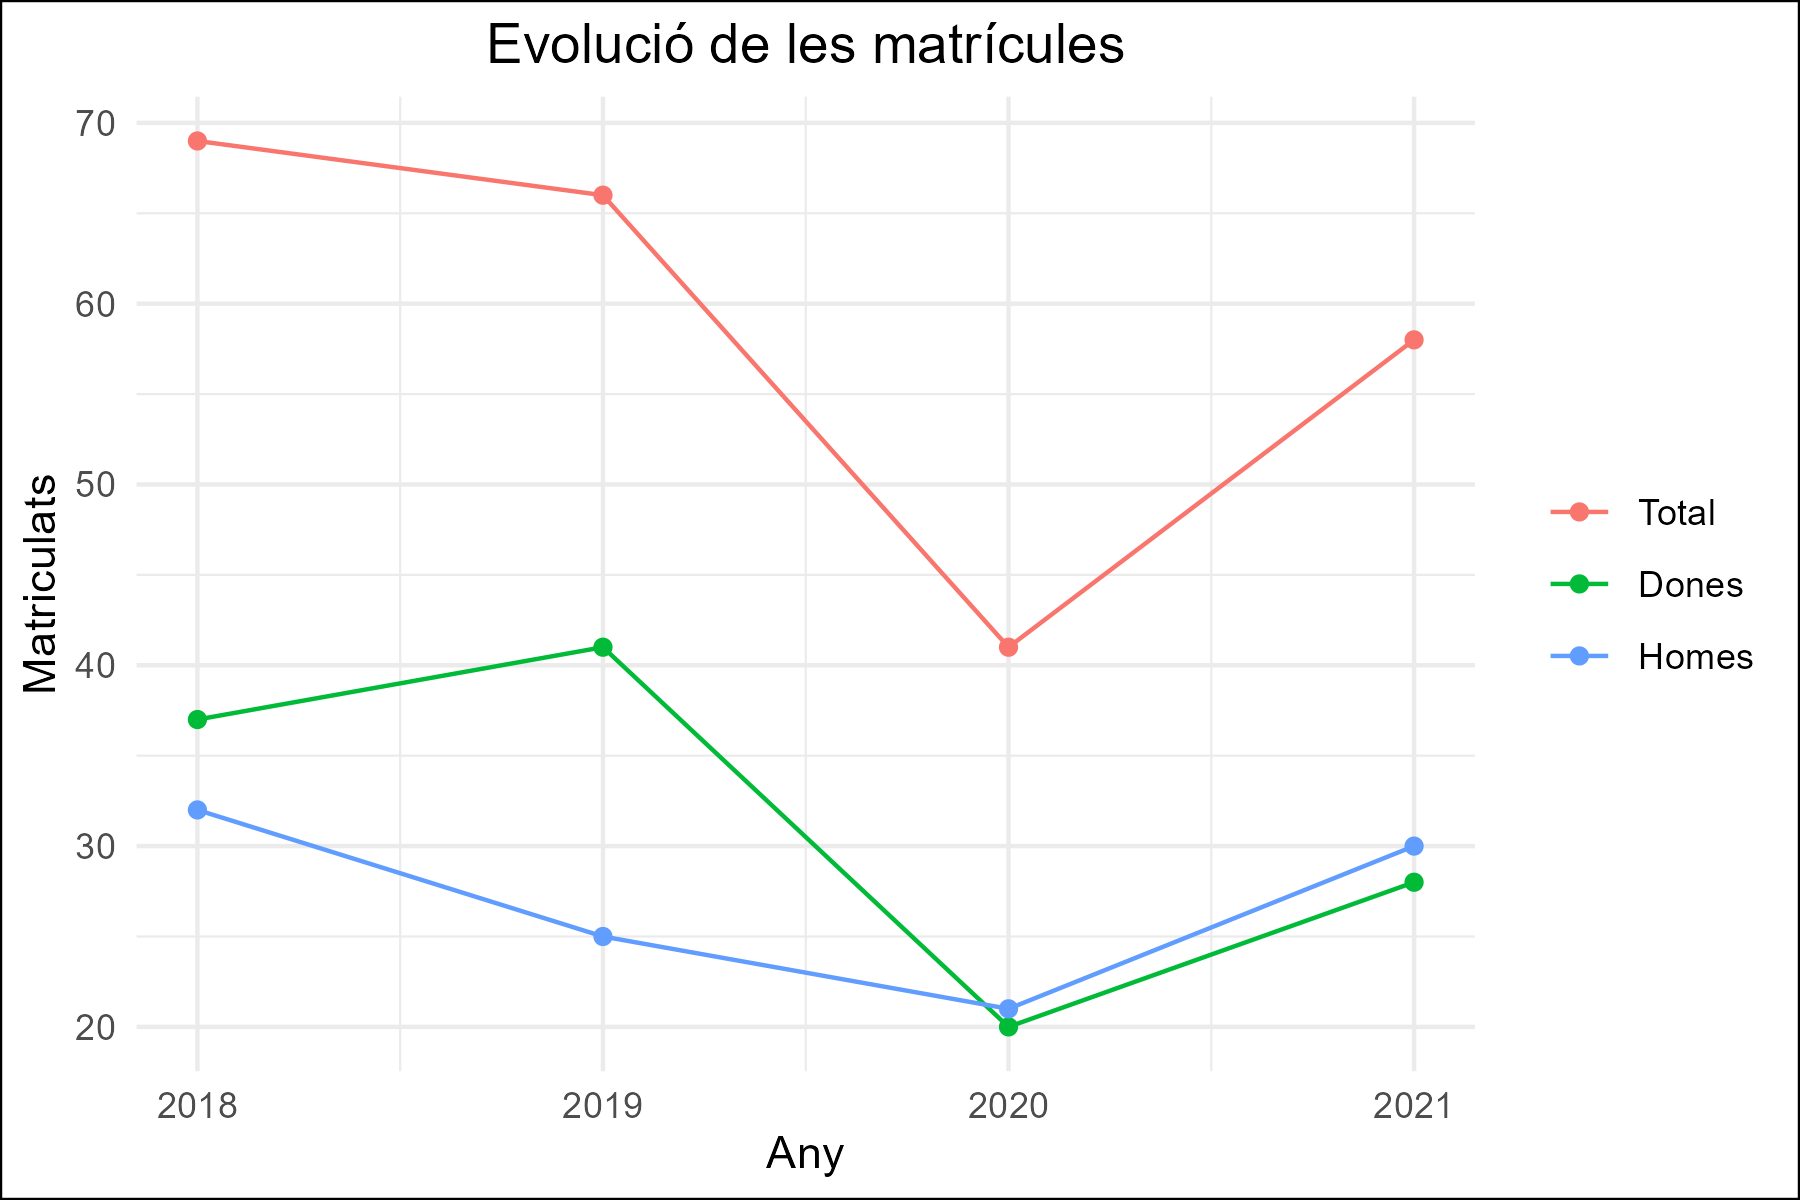 Evolució de les matrícules
70
60
50
40
30
20
Matriculats
2018 2019 2020 2021
Any
Total
Dones
Homes